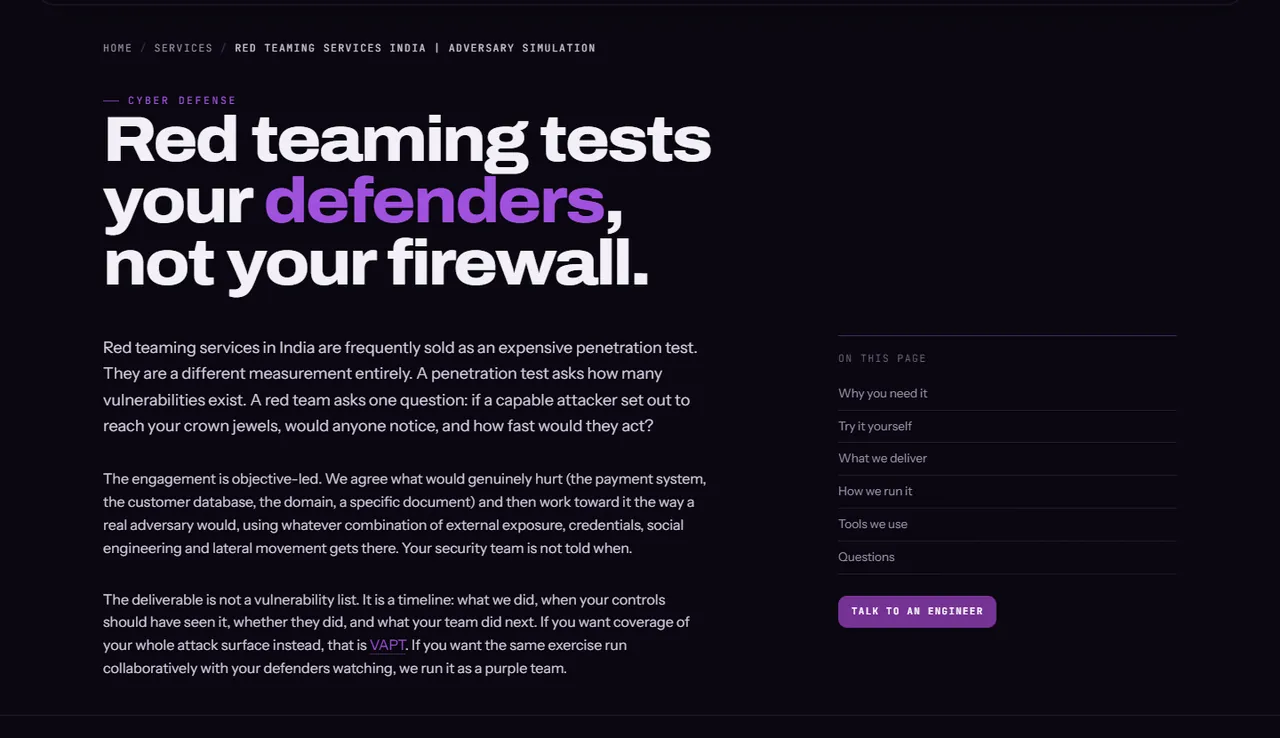 HOME / SERVICES / RED TEAMING SERVICES INDIA | ADVERSARY SIMULATION
CYBER DEFENSE
Red teaming tests
your defenders,
not your firewall.
Red teaming services in India are frequently sold as an expensive penetration test.
They are a different measurement entirely. A penetration test asks how many
vulnerabilities exist. A red team asks one question: if a capable attacker set out to
reach your crown jewels, would anyone notice, and how fast would they act?
The engagement is objective-led. We agree what would genuinely hurt (the payment system,
the customer database, the domain, a specific document) and then work toward it the way a
real adversary would, using whatever combination of external exposure, credentials, social
engineering and lateral movement gets there. Your security team is not told when.
The deliverable is not a vulnerability list. It is a timeline: what we did, when your controls
should have seen it, whether they did, and what your team did next. If you want coverage of
your whole attack surface instead, that is VAPT. If you want the same exercise run
collaboratively with your defenders watching, we run it as a purple team.
ON THIS PAGE
Why you need it
Try it yourself
What we deliver
How we run it
Tools we use
Questions
TALK TO AN ENGINEER